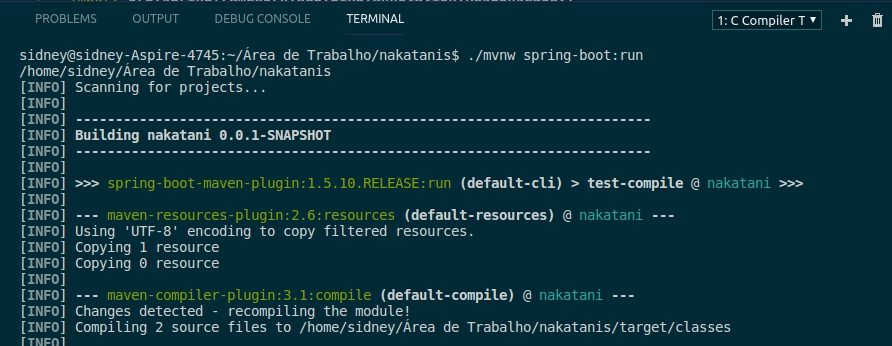 PROBLEMS OUTPUT DEBUG CONSOLE TERMINAL 1: C Compiler T
sidney@sidney-Aspire-4745:~/Área de Trabalho/nakatanis$ ./mvnw spring-boot:run
/home/sidney/Área de Trabalho/nakatanis
[INFO] Scanning for projects...
[INFO]
[INFO] ------------------------------------------------------------------------
[INFO] Building nakatani 0.0.1-SNAPSHOT
[INFO] ------------------------------------------------------------------------
[INFO]
[INFO] >>> spring-boot-maven-plugin:1.5.10.RELEASE:run (default-cli) > test-compile @ nakatani >>>
[INFO]
[INFO] --- maven-resources-plugin:2.6:resources (default-resources) @ nakatani ---
[INFO] Using 'UTF-8' encoding to copy filtered resources.
[INFO] Copying 1 resource
[INFO] Copying 0 resource
[INFO]
[INFO] --- maven-compiler-plugin:3.1:compile (default-compile) @ nakatani ---
[INFO] Changes detected - recompiling the module!
[INFO] Compiling 2 source files to /home/sidney/Área de Trabalho/nakatanis/target/classes
[INFO]